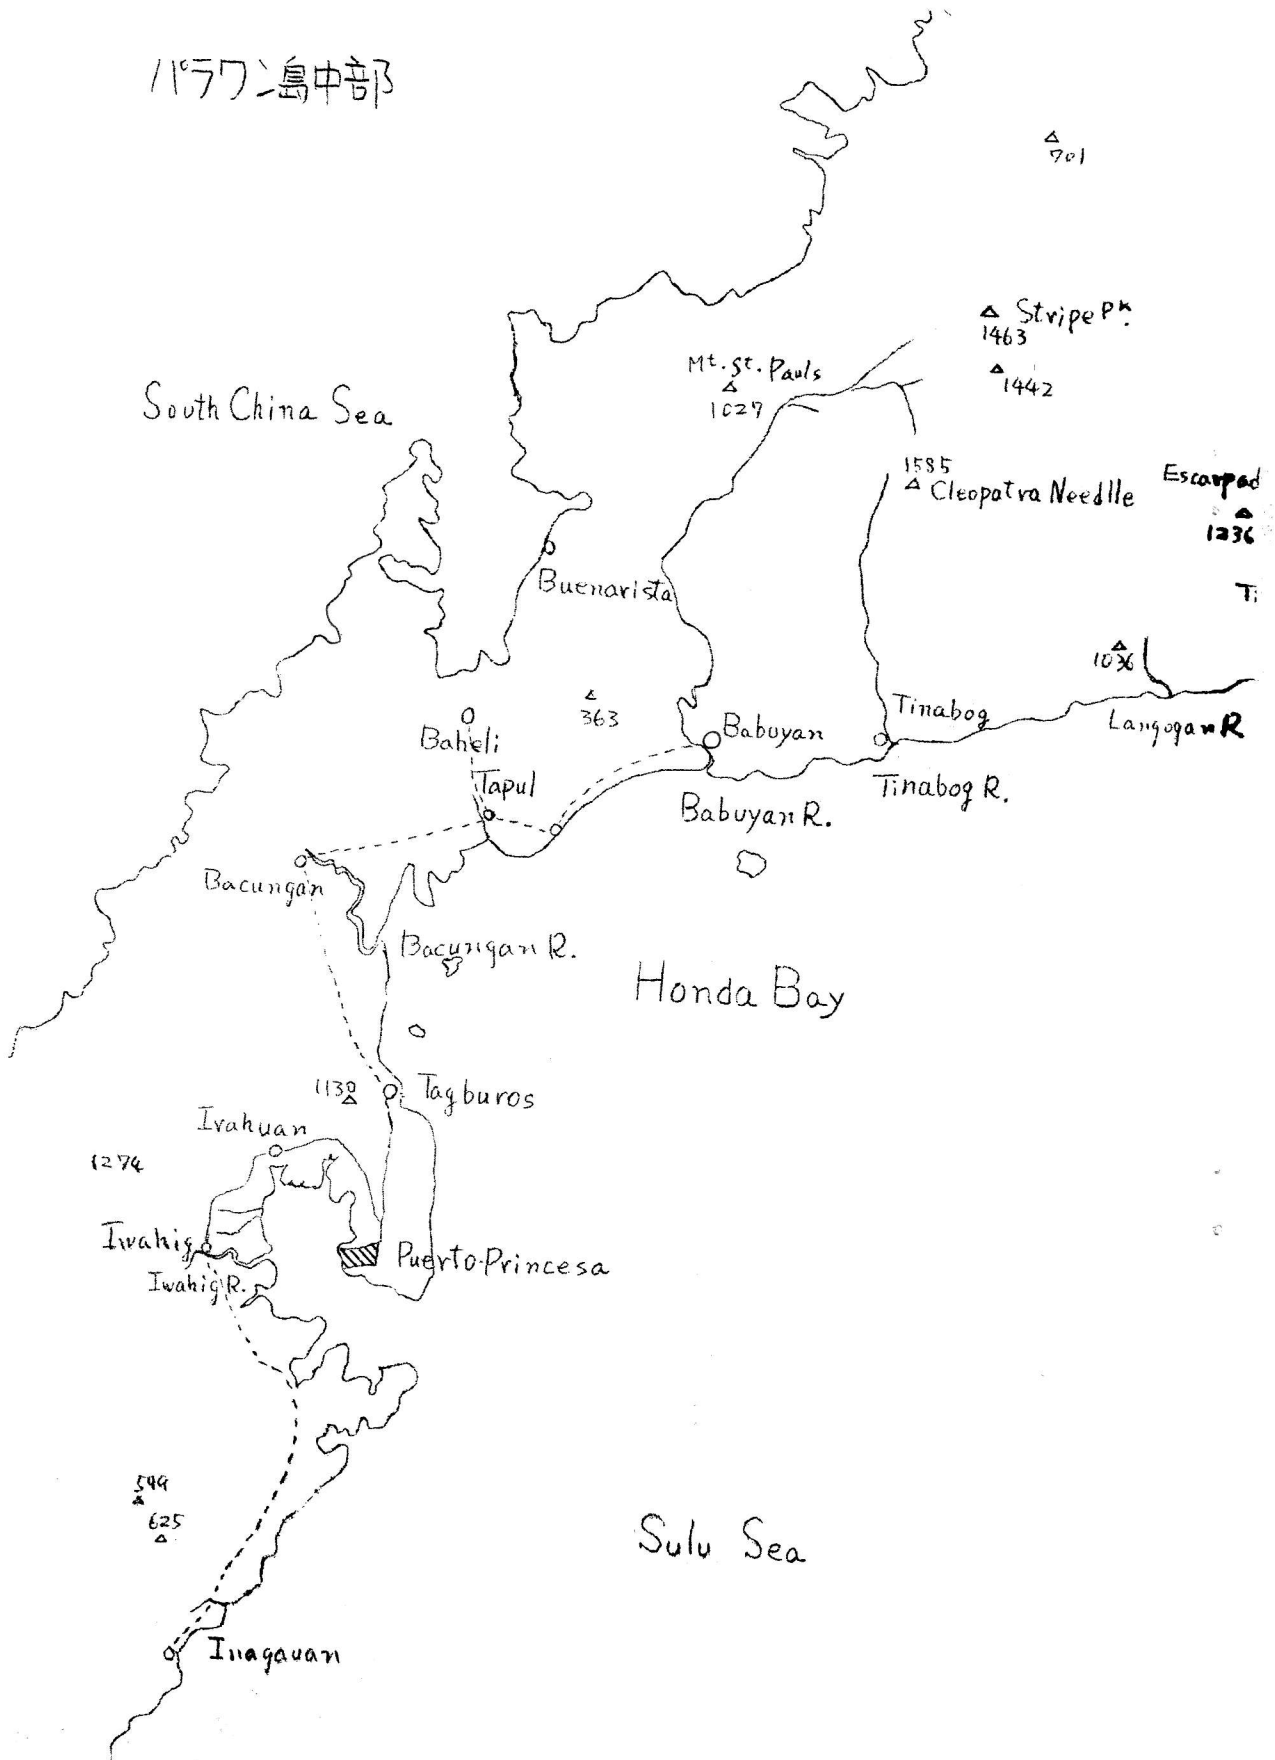 パラワン島中部
701
Stripe Pk.
1463
Mt. St. Pauls
1442
1027
South China Sea
1585
Cleopatra Needlle
Escarpad
1236
Buenarista
Ti
1036
363
Tinabog
Langogan R
Baheli
Babuyan
Tapul
Tinabog R.
Babuyan R.
Bacungan
Bacungan R.
Honda Bay
1130
Tagburos
Irahuan
1274
Iwahig
Puerto-Princesa
Iwahig R.
599
625
Sulu Sea
Inagauan